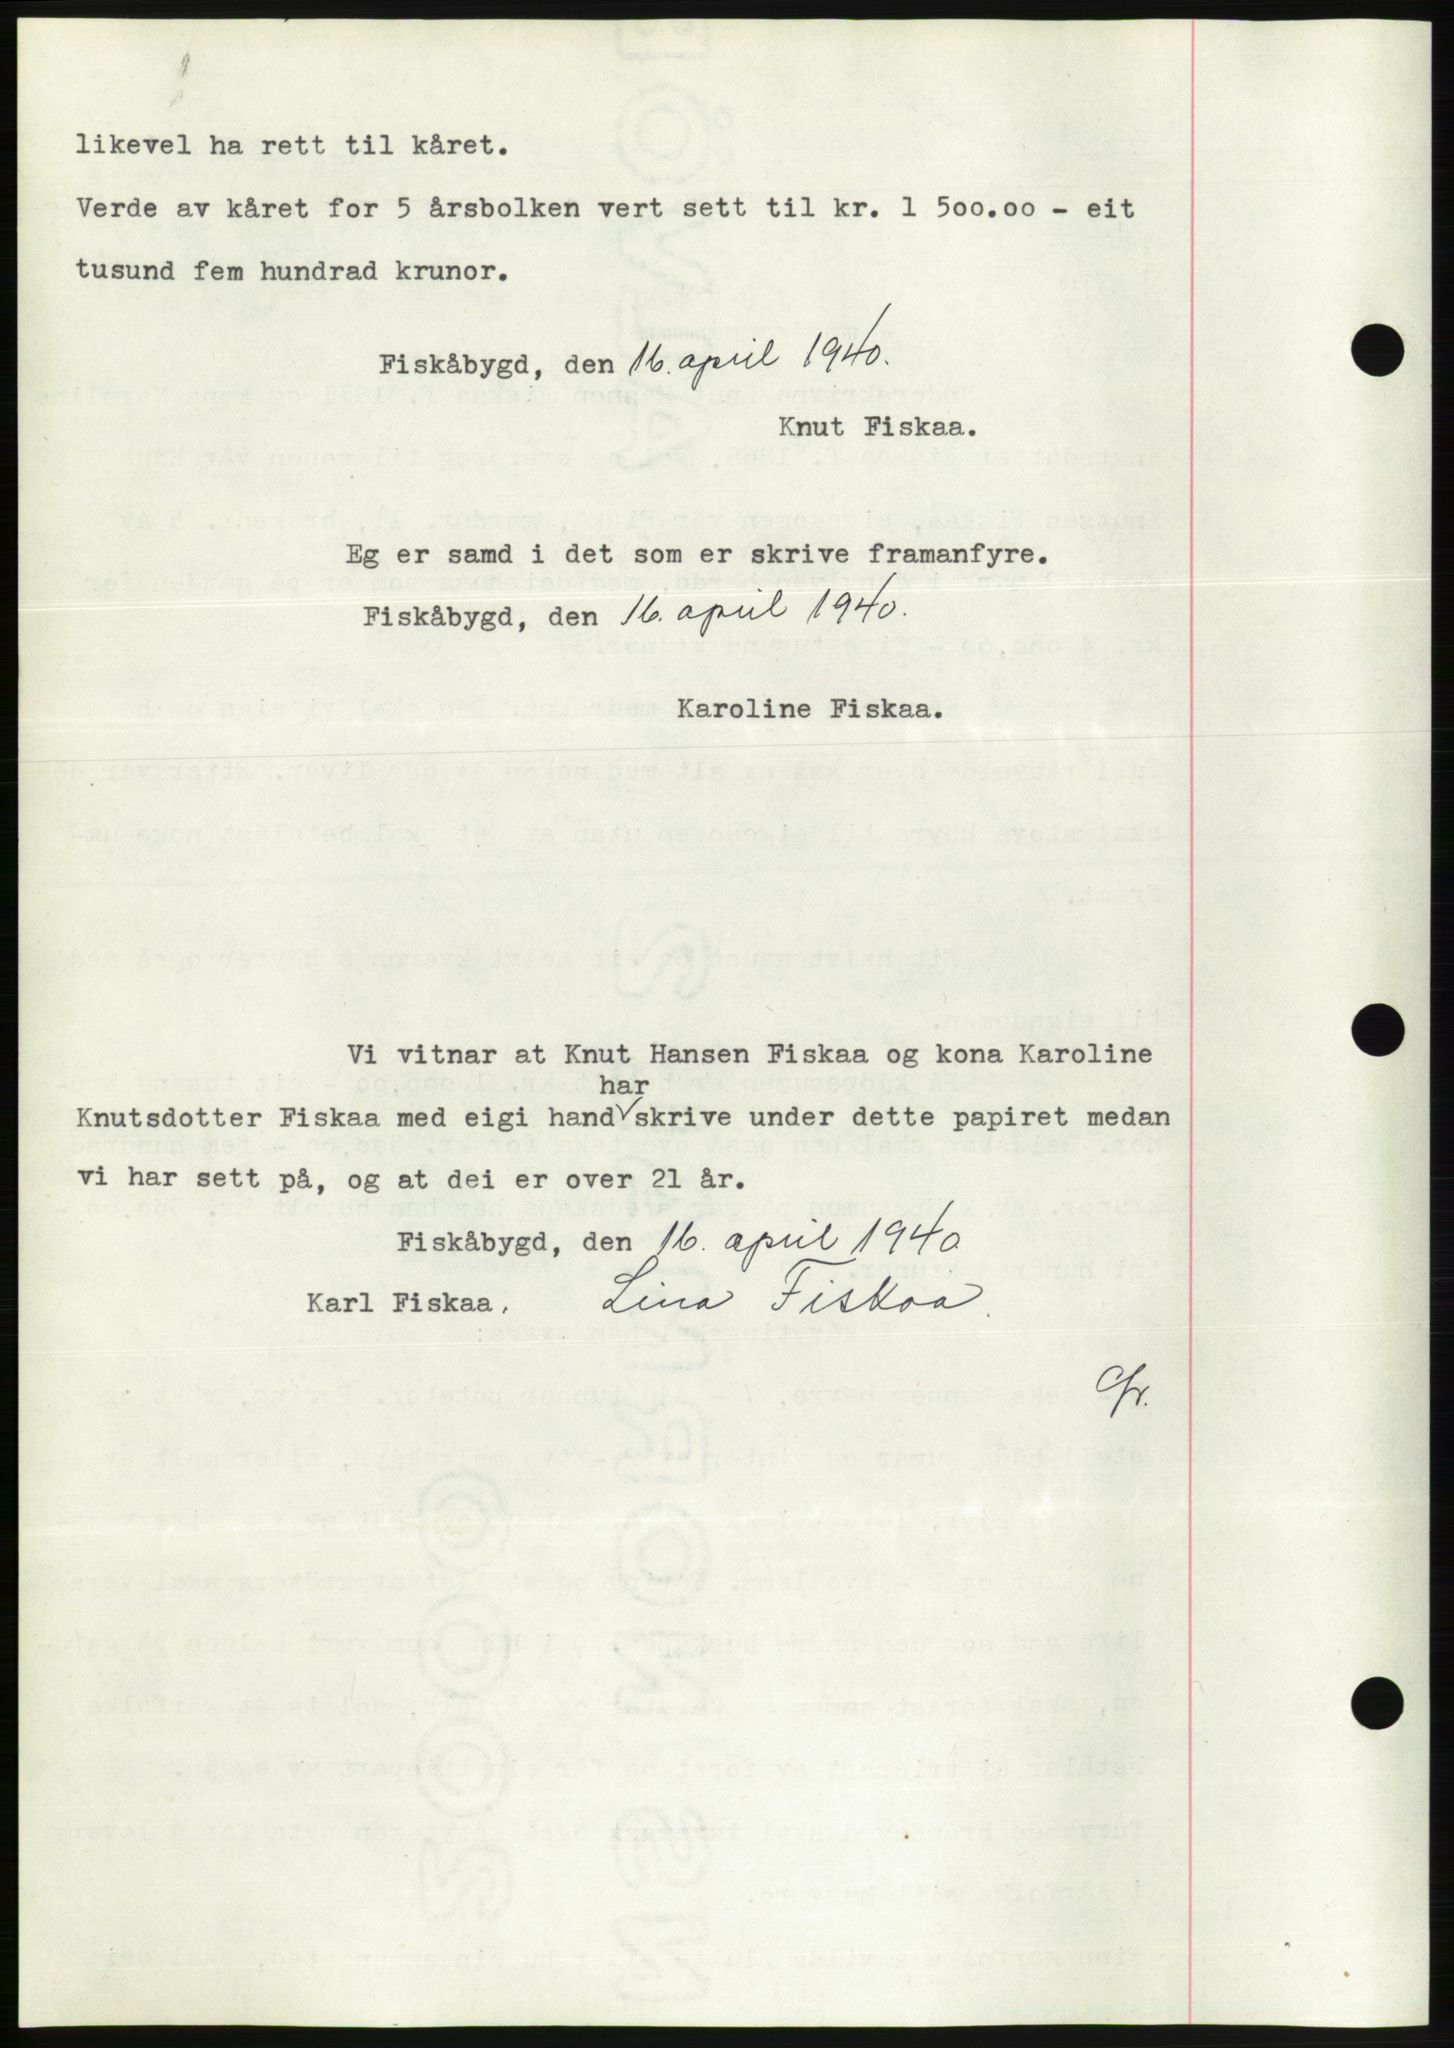 likevel ha rett til kåret.
Verde av kåret for 5 årsbolken vert sett til kr. 1 500.00 - eit
tusund fem hundrad krunor.
Fiskåbygd, den 16. april 1940.
Knut Fiskaa.
Eg er samd i det som er skrive framanfyre.
Fiskåbygd, den 16. april 1940.
Karoline Fiskaa.
Vi vitnar at Knut Hansen Fiskaa og kona Karoline
har
Knutsdotter Fiskaa med eigi hand skrive under dette papiret medan
vi har sett på, og at dei er over 21 år.
Fiskåbygd, den 16. april 1940
Karl Fiskaa. Lina Fiskaa.